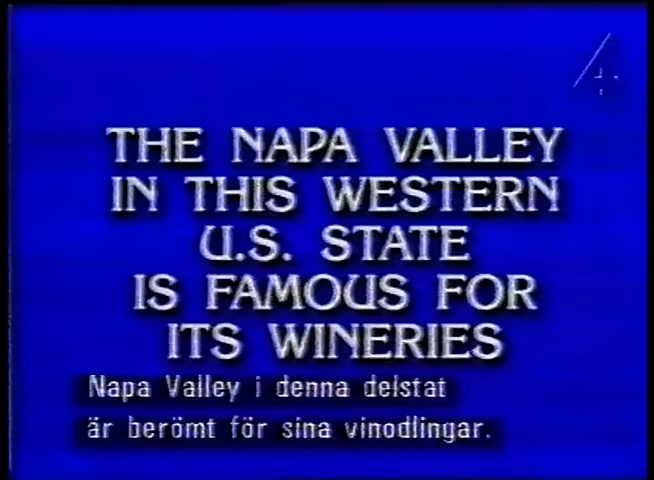 4
THE NAPA VALLEY
IN THIS WESTERN
U.S. STATE
IS FAMOUS FOR
ITS WINERIES
Napa Valley i denna delstat
är berömt för sina vinodlingar.